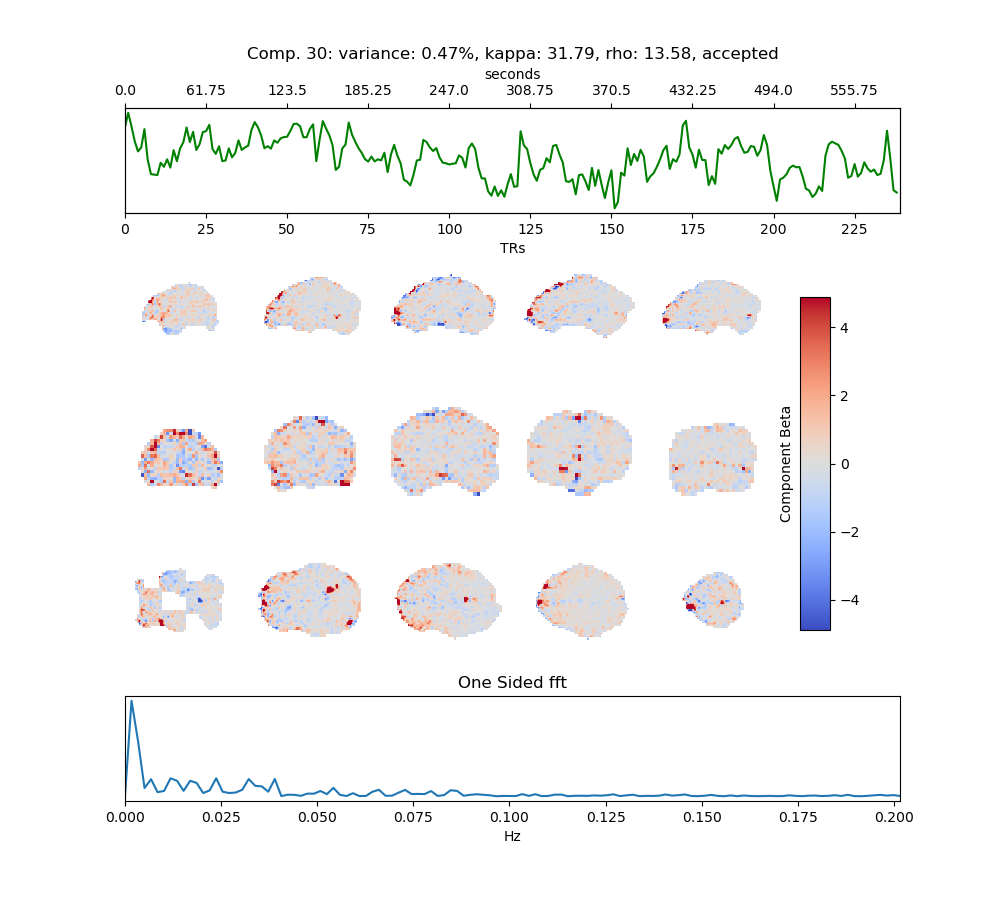 Comp. 30: variance: 0.47%, kappa: 31.79, rho: 13.58, accepted
seconds
0.0 61.75 123.5 185.25 247.0 308.75 370.5 432.25 494.0 555.75
0 25 50 75 100 125 150 175 200 225
TRs
4
2
0
−2
−4
Component Beta
One Sided fft
0.000 0.025 0.050 0.075 0.100 0.125 0.150 0.175 0.200
Hz